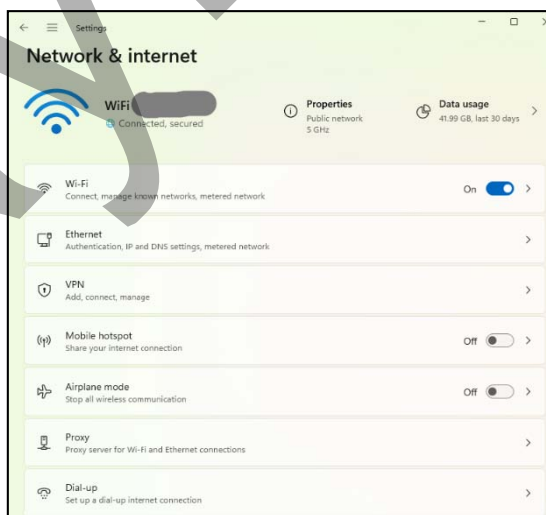 Settings
Network & internet
WiFi
Connected, secured
Properties
Public network
5 GHz
Data usage
41.99 GB, last 30 days
Wi-Fi
Connect, manage known networks, metered network
On
Ethernet
Authentication, IP and DNS settings, metered network
VPN
Add, connect, manage
Mobile hotspot
Share your internet connection
Off
Airplane mode
Stop all wireless communication
Off
Proxy
Proxy server for Wi-Fi and Ethernet connections
Dial-up
Set up a dial-up internet connection